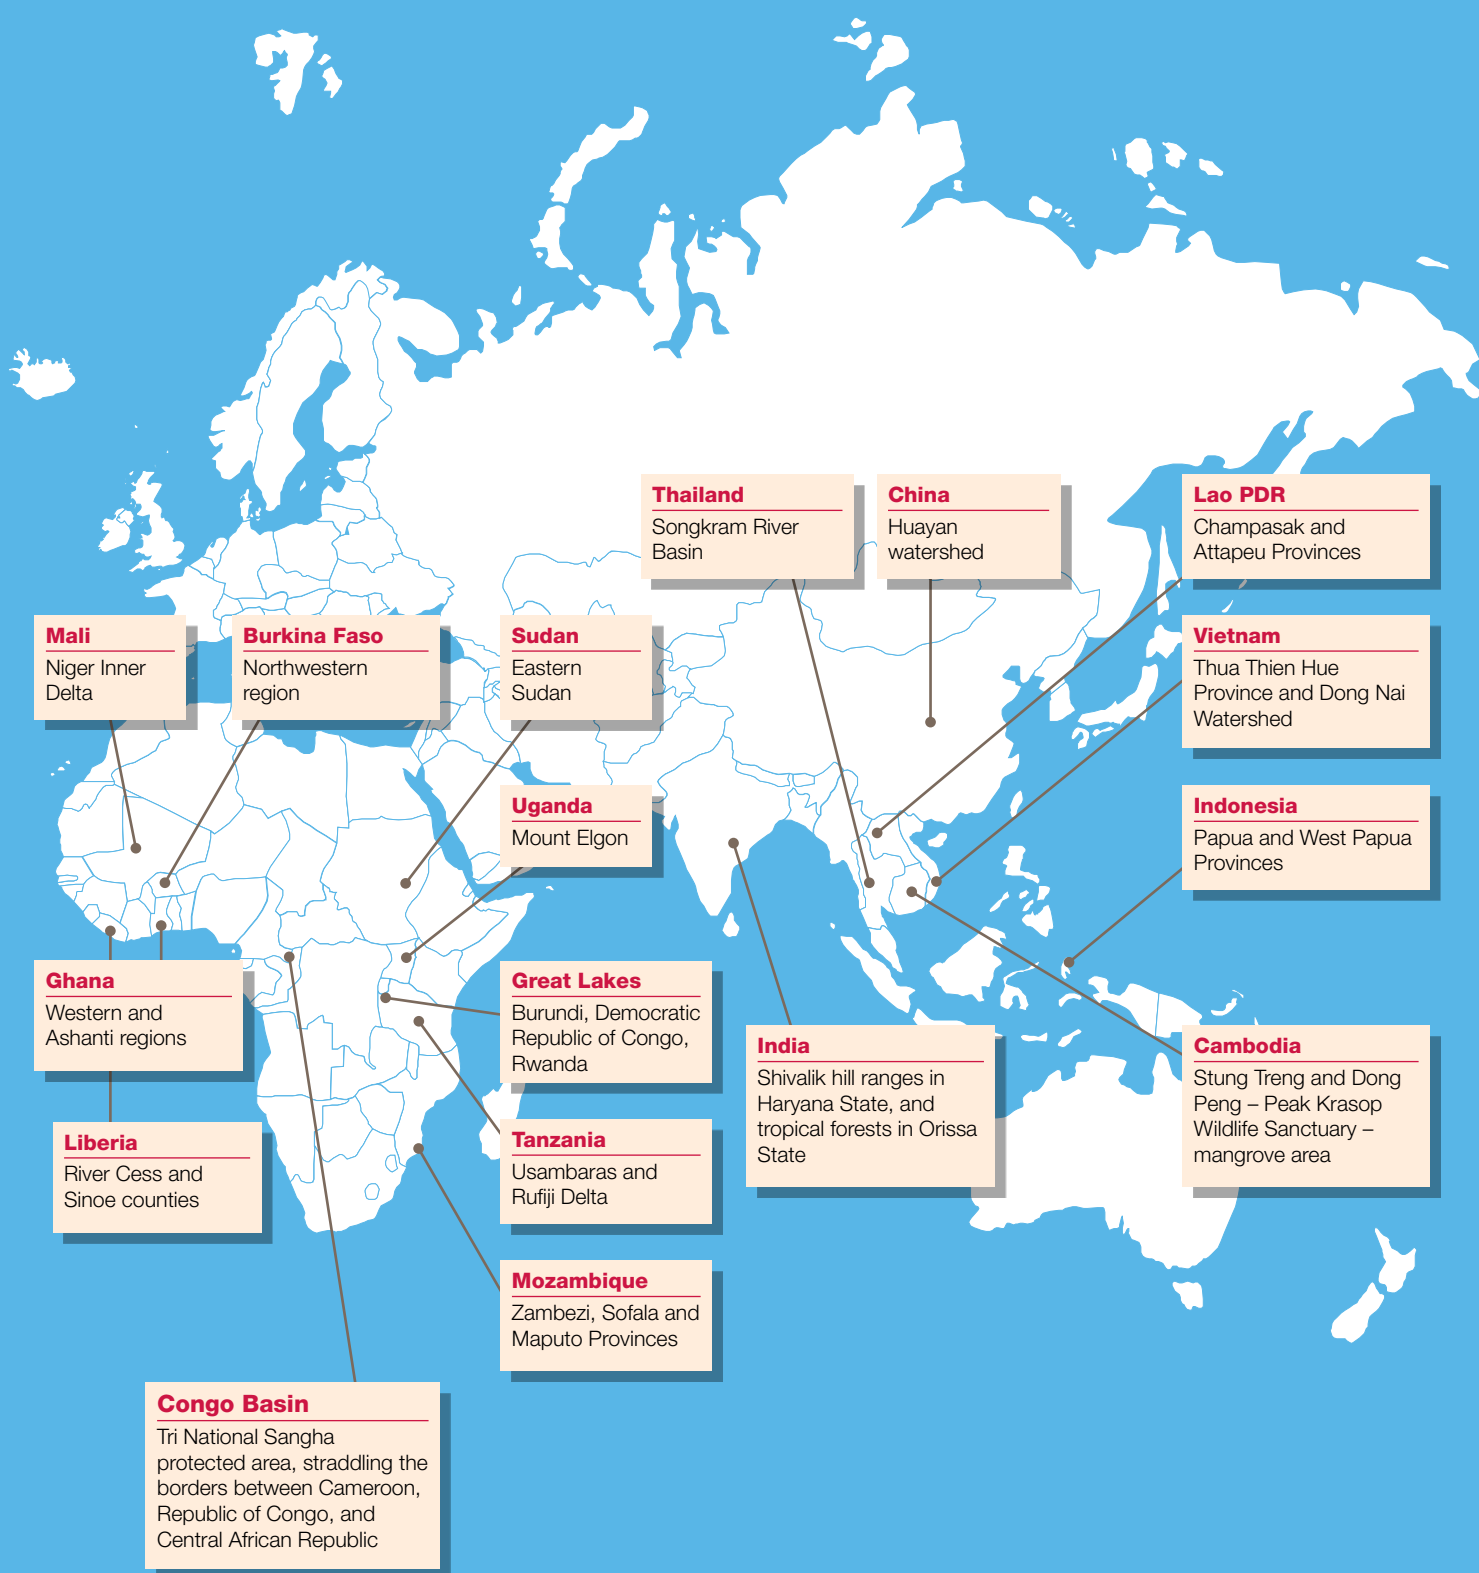 Thailand
Songkram River
Basin
China
Huayan
watershed
Lao PDR
Champasak and
Attapeu Provinces
Mali
Niger Inner
Delta
Burkina Faso
Northwestern
region
Sudan
Eastern
Sudan
Vietnam
Thua Thien Hue
Province and Dong Nai
Watershed
Uganda
Mount Elgon
Indonesia
Papua and West Papua
Provinces
Ghana
Western and
Ashanti regions
Great Lakes
Burundi, Democratic
Republic of Congo,
Rwanda
India
Shivalik hill ranges in
Haryana State, and
tropical forests in Orissa
State
Cambodia
Stung Treng and Dong
Peng – Peak Krasop
Wildlife Sanctuary –
mangrove area
Liberia
River Cess and
Sinoe counties
Tanzania
Usambaras and
Rufiji Delta
Mozambique
Zambezi, Sofala and
Maputo Provinces
Congo Basin
Tri National Sangha
protected area, straddling the
borders between Cameroon,
Republic of Congo, and
Central African Republic